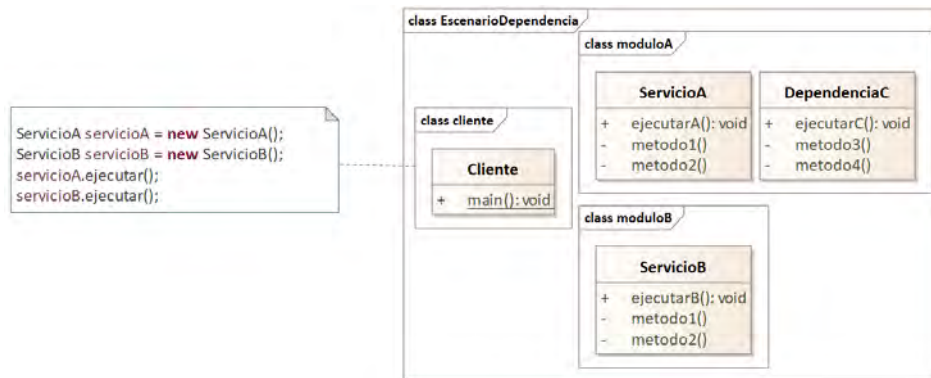 class EscenarioDependencia
class moduloA
ServicioA
+ ejecutarA(): void
- metodo1()
- metodo2()
DependenciaC
+ ejecutarC(): void
- metodo3()
- metodo4()
ServicioA servicioA = new ServicioA();
ServicioB servicioB = new ServicioB();
servicioA.ejecutar();
servicioB.ejecutar();
class cliente
Cliente
+ main(): void
class moduloB
ServicioB
+ ejecutarB(): void
- metodo1()
- metodo2()